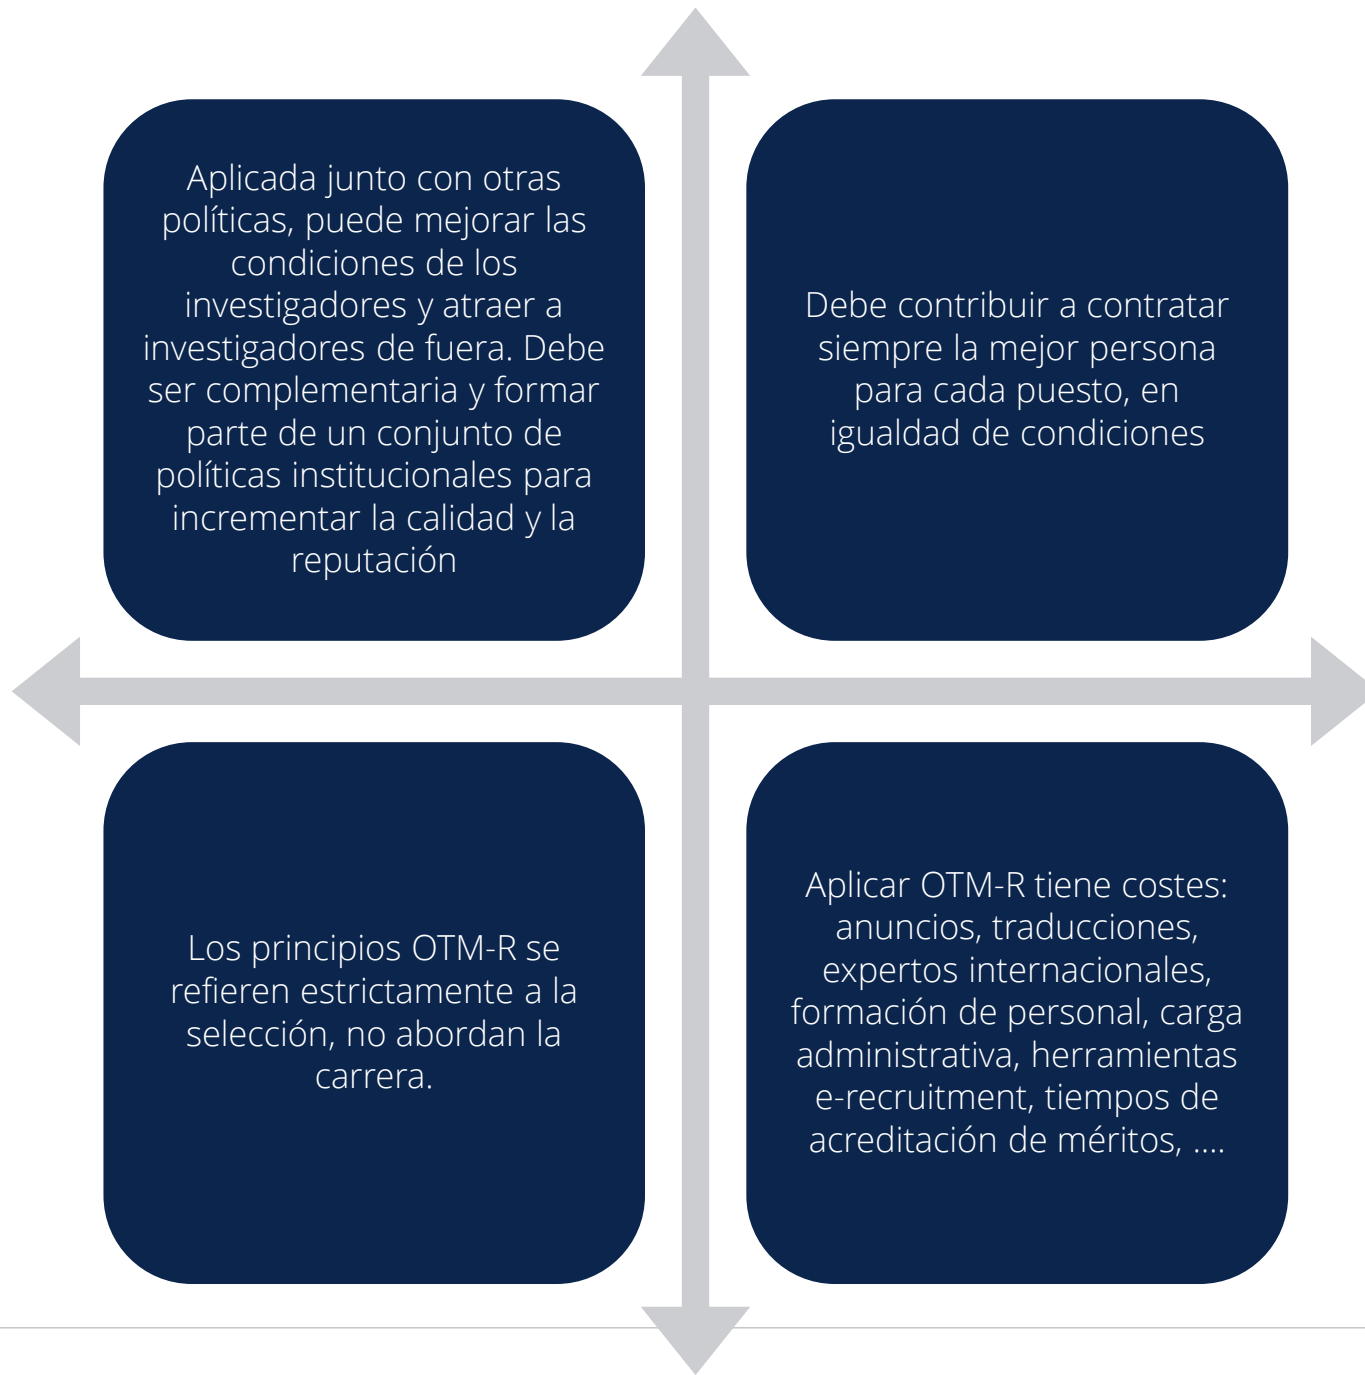 Aplicada junto con otras
políticas, puede mejorar las
condiciones de los
investigadores y atraer a
investigadores de fuera. Debe
ser complementaria y formar
parte de un conjunto de
políticas institucionales para
incrementar la calidad y la
reputación
Debe contribuir a contratar
siempre la mejor persona
para cada puesto, en
igualdad de condiciones
Los principios OTM-R se
refieren estrictamente a la
selección, no abordan la
carrera.
Aplicar OTM-R tiene costes:
anuncios, traducciones,
expertos internacionales,
formación de personal, carga
administrativa, herramientas
e-recruitment, tiempos de
acreditación de méritos, ....